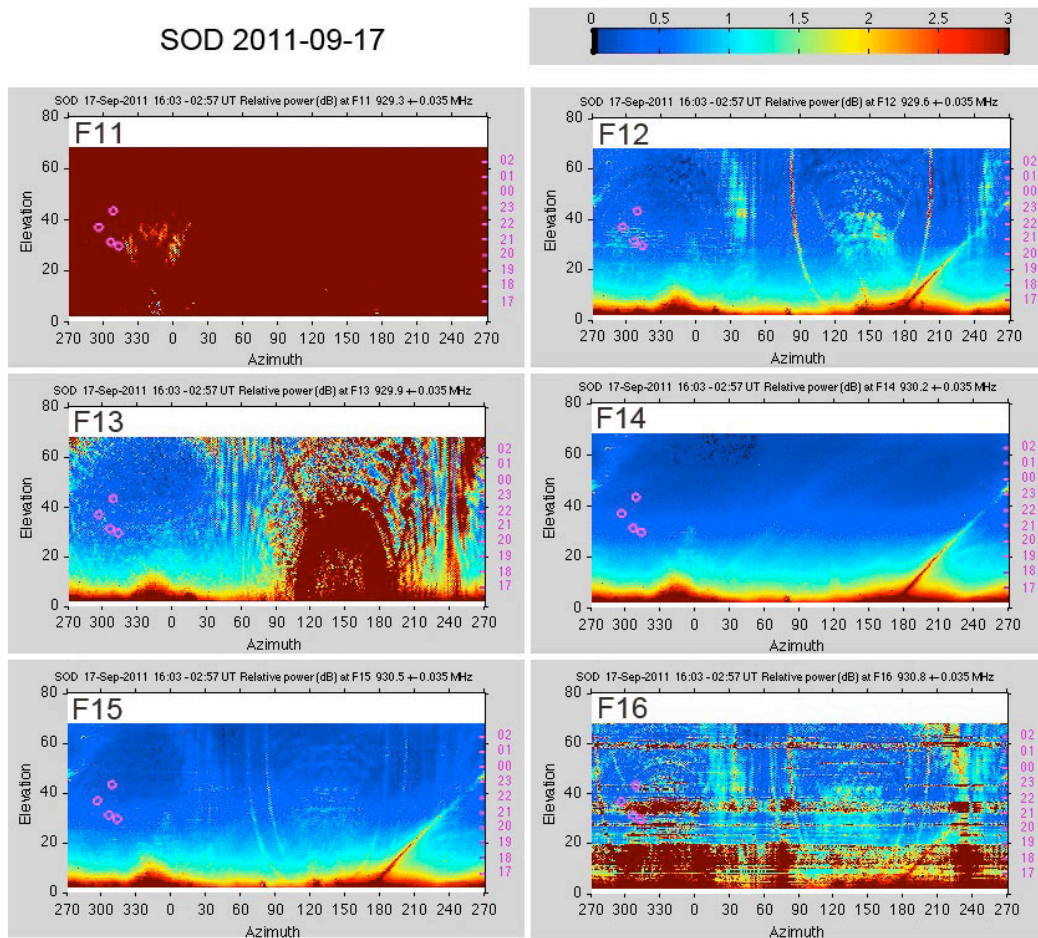 SOD 2011-09-17
0 0.5 1 1.5 2 2.5 3
SOD 17-Sep-2011 16:03 - 02:57 UT Relative power (dB) at F11 929.3 +- 0.035 MHz
F11
80
60
40
20
0
Elevation
270 300 330 0 30 60 90 120 150 180 210 240 270
Azimuth
02
01
00
23
22
21
20
19
18
17
SOD 17-Sep-2011 16:03 - 02:57 UT Relative power (dB) at F12 929.6 +- 0.035 MHz
F12
80
60
40
20
0
Elevation
270 300 330 0 30 60 90 120 150 180 210 240 270
Azimuth
02
01
00
23
22
21
20
19
18
17
SOD 17-Sep-2011 16:03 - 02:57 UT Relative power (dB) at F13 929.9 +- 0.035 MHz
F13
80
60
40
20
0
Elevation
270 300 330 0 30 60 90 120 150 180 210 240 270
Azimuth
02
01
00
23
22
21
20
19
18
17
SOD 17-Sep-2011 16:03 - 02:57 UT Relative power (dB) at F14 930.2 +- 0.035 MHz
F14
80
60
40
20
0
Elevation
270 300 330 0 30 60 90 120 150 180 210 240 270
Azimuth
02
01
00
23
22
21
20
19
18
17
SOD 17-Sep-2011 16:03 - 02:57 UT Relative power (dB) at F15 930.5 +- 0.035 MHz
F15
80
60
40
20
0
Elevation
270 300 330 0 30 60 90 120 150 180 210 240 270
Azimuth
02
01
00
23
22
21
20
19
18
17
SOD 17-Sep-2011 16:03 - 02:57 UT Relative power (dB) at F16 930.8 +- 0.035 MHz
F16
80
60
40
20
0
Elevation
270 300 330 0 30 60 90 120 150 180 210 240 270
Azimuth
02
01
00
23
22
21
20
19
18
17